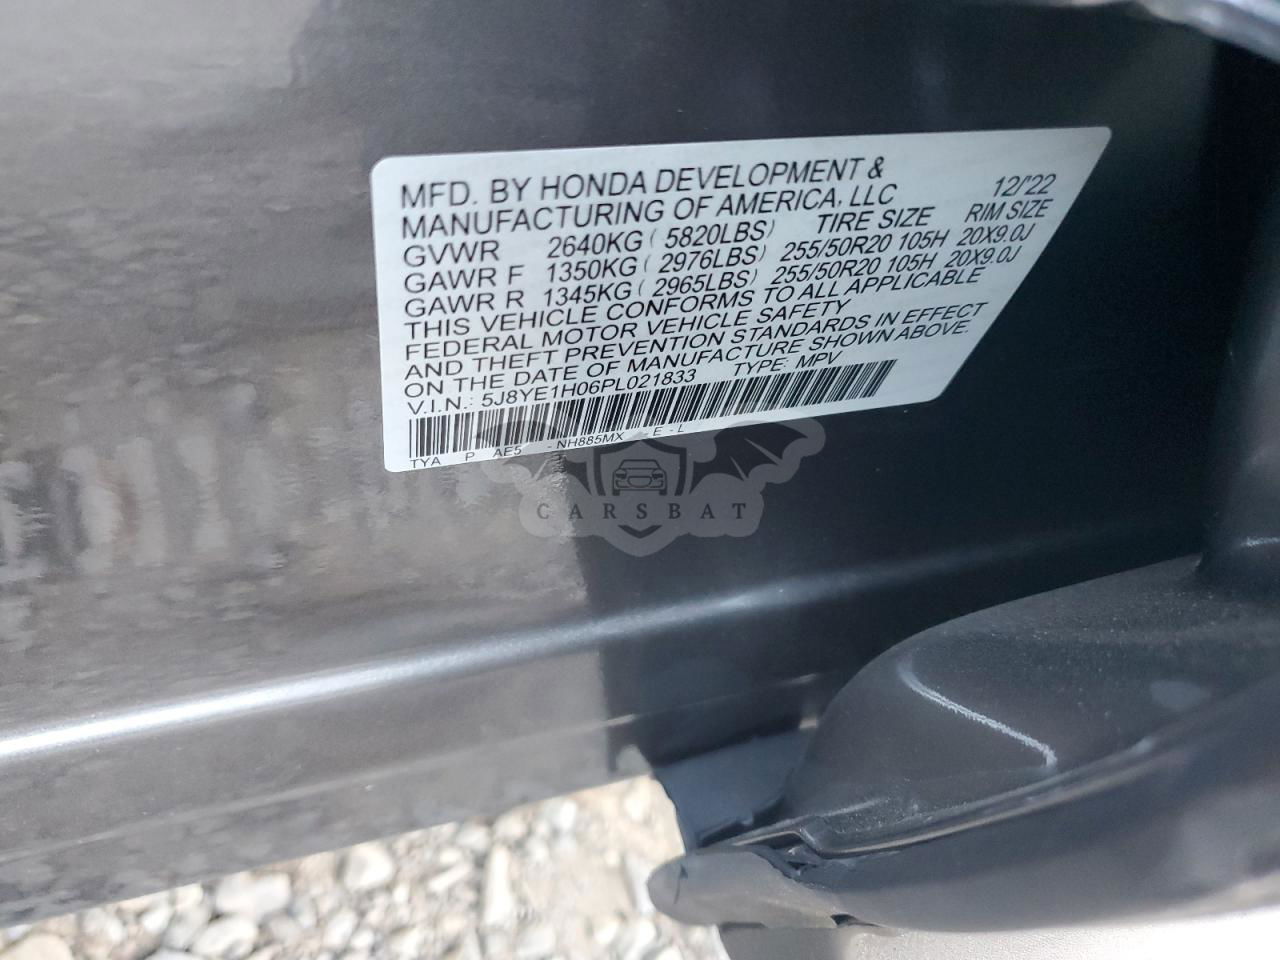 MFD. BY HONDA DEVELOPMENT &
MANUFACTURING OF AMERICA, LLC 12/'22
GVWR 2640KG ( 5820LBS) TIRE SIZE RIM SIZE
GAWR F 1350KG ( 2976LBS) 255/50R20 105H 20X9.0J
GAWR R 1345KG ( 2965LBS) 255/50R20 105H 20X9.0J
THIS VEHICLE CONFORMS TO ALL APPLICABLE
FEDERAL MOTOR VEHICLE SAFETY
AND THEFT PREVENTION STANDARDS IN EFFECT
ON THE DATE OF MANUFACTURE SHOWN ABOVE.
V.I.N.: 5J8YE1H06PL021833 TYPE: MPV
TYA P AE5 -NH885MX -E-L
CARSBAT